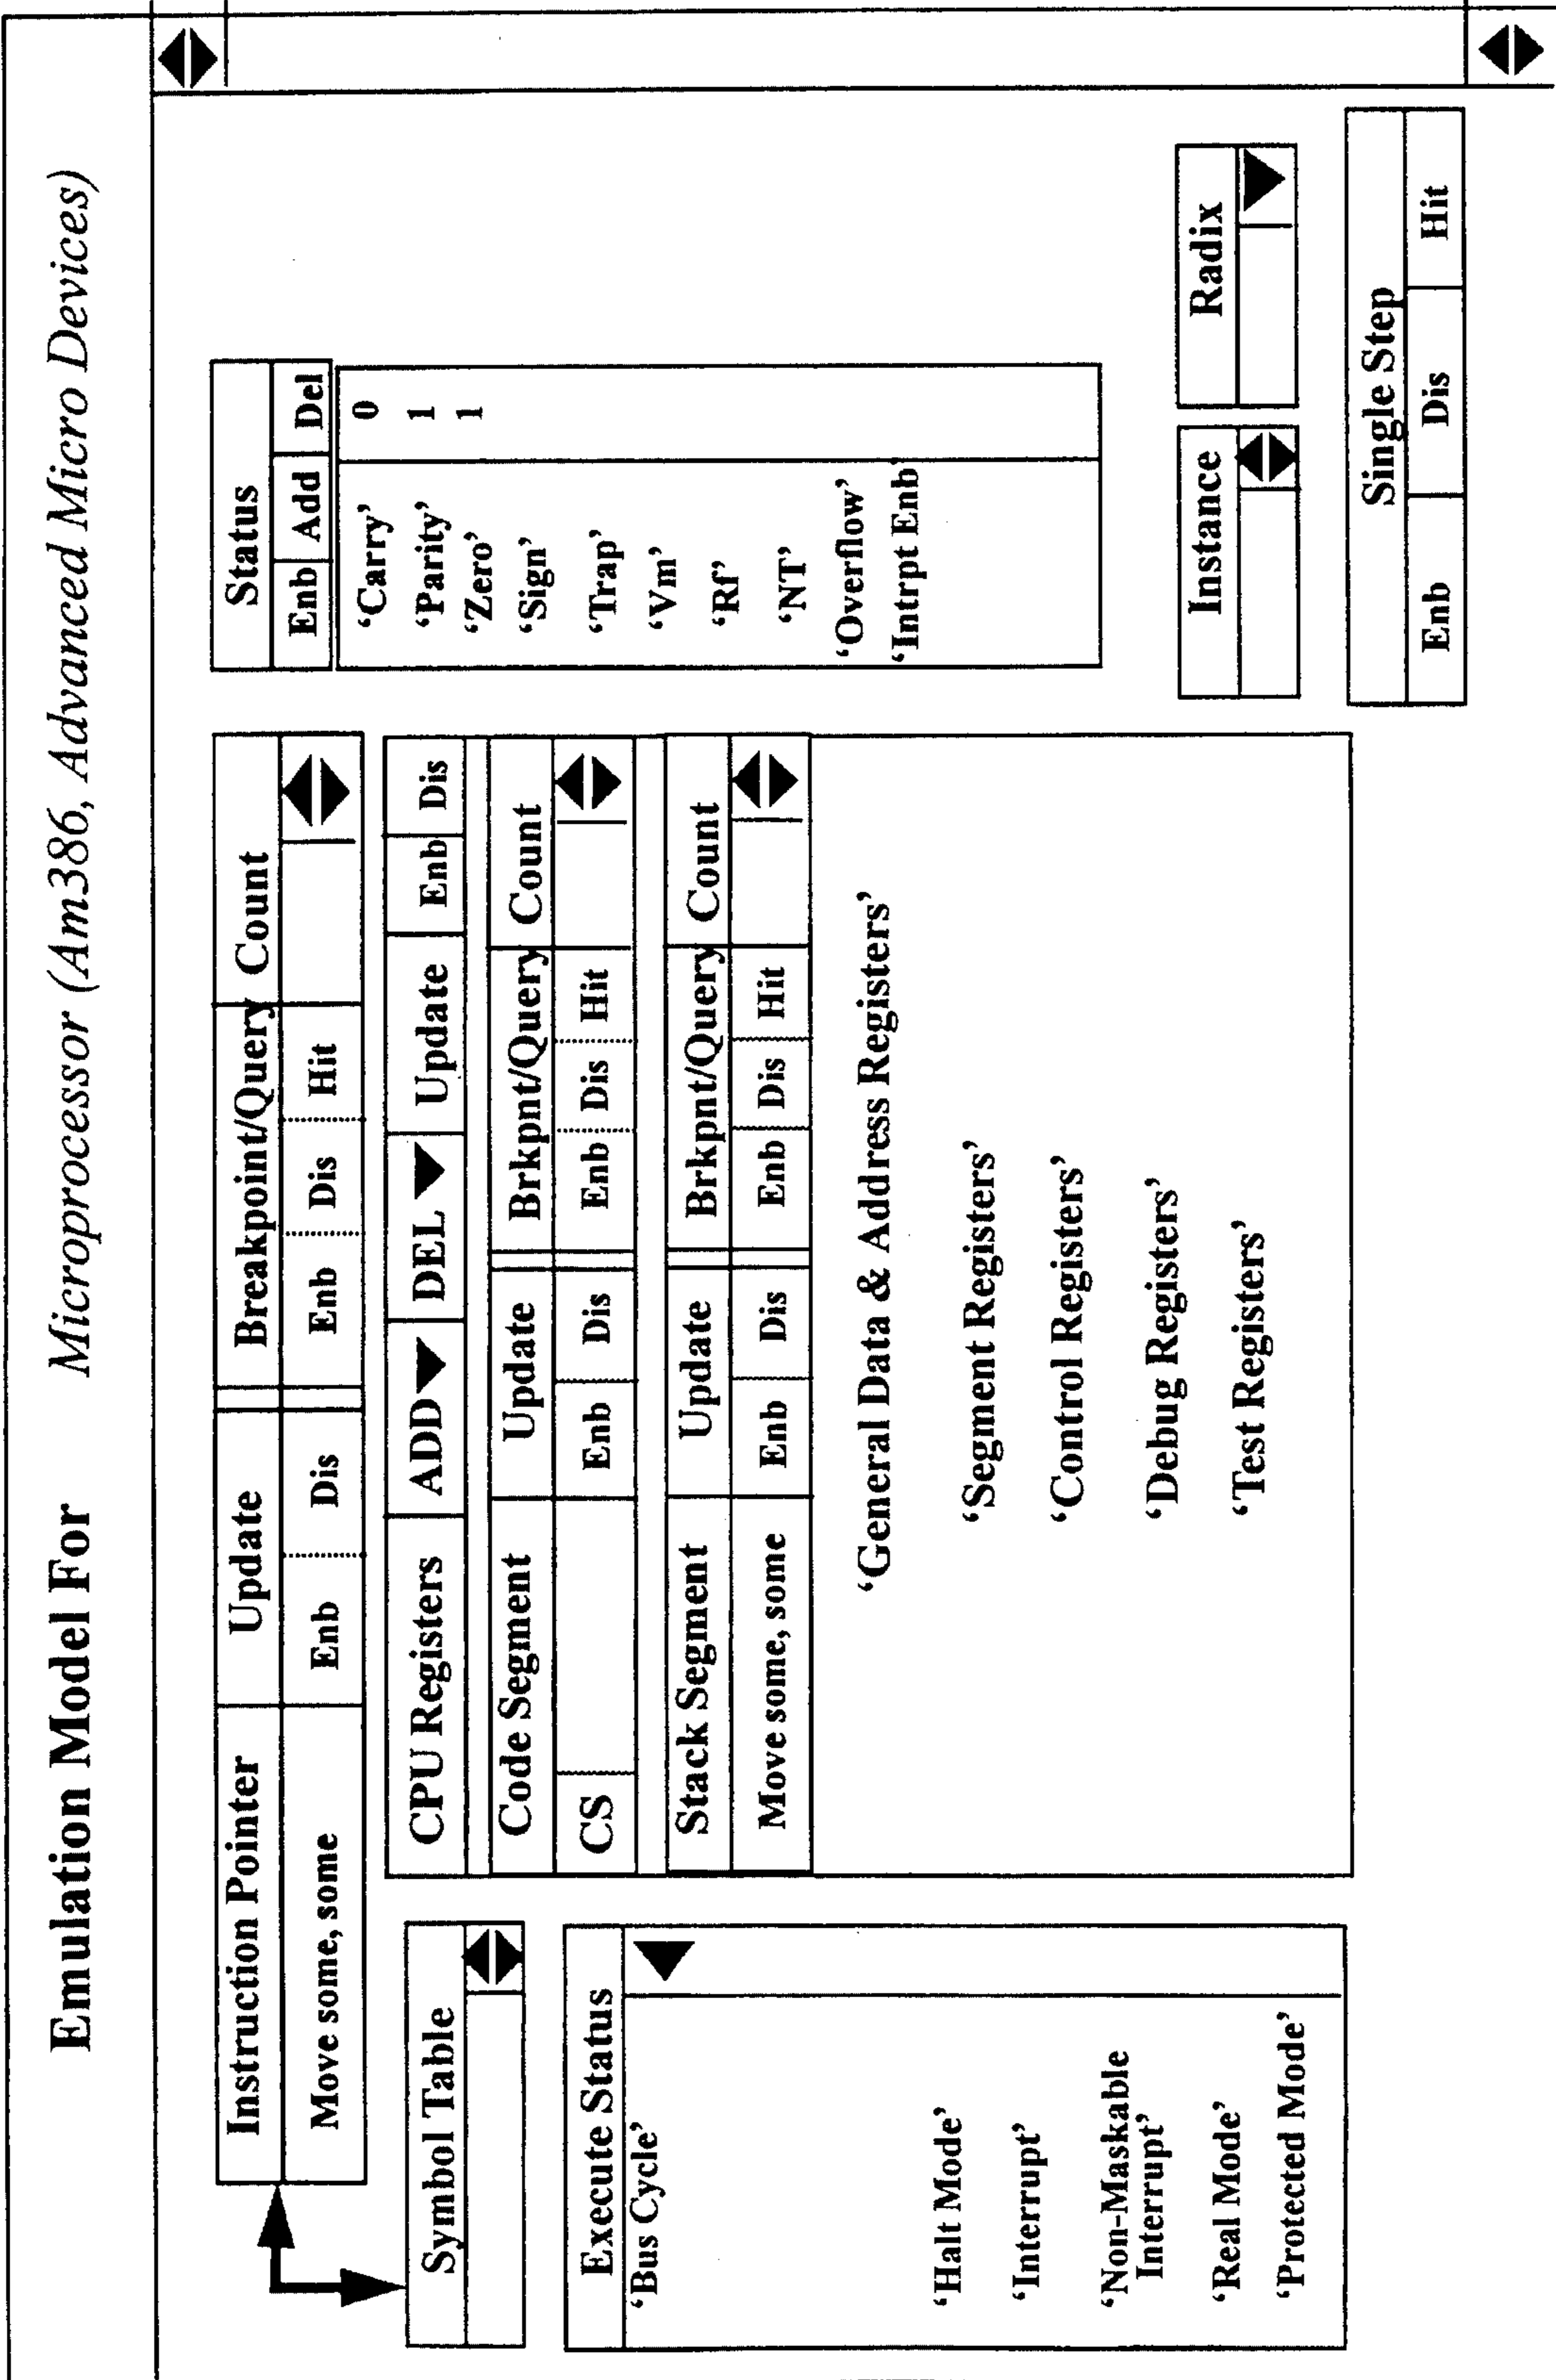 Emulation Model For Microprocessor (Am386, Advanced Micro Devices)
Instruction Pointer Update Breakpoint/Query Count
Move some, some Enb Dis Enb Dis Hit
Symbol Table
Execute Status
‘Bus Cycle’
‘Halt Mode’
‘Interrupt’
‘Non-Maskable
Interrupt’
‘Real Mode’
‘Protected Mode’
CPU Registers ADD DEL Update Enb Dis
Code Segment Update Brkpnt/Query Count
CS Enb Dis Enb Dis Hit
Stack Segment Update Brkpnt/Query Count
Move some, some Enb Dis Enb Dis Hit
‘General Data & Address Registers’
‘Segment Registers’
‘Control Registers’
‘Debug Registers’
‘Test Registers’
Status
Enb Add Del
‘Carry’ 0
‘Parity’ 1
‘Zero’ 1
‘Sign’
‘Trap’
‘Vm’
‘Rf’
‘NT’
‘Overflow’
‘Intrpt Enb’
Instance Radix
Single Step
Enb Dis Hit